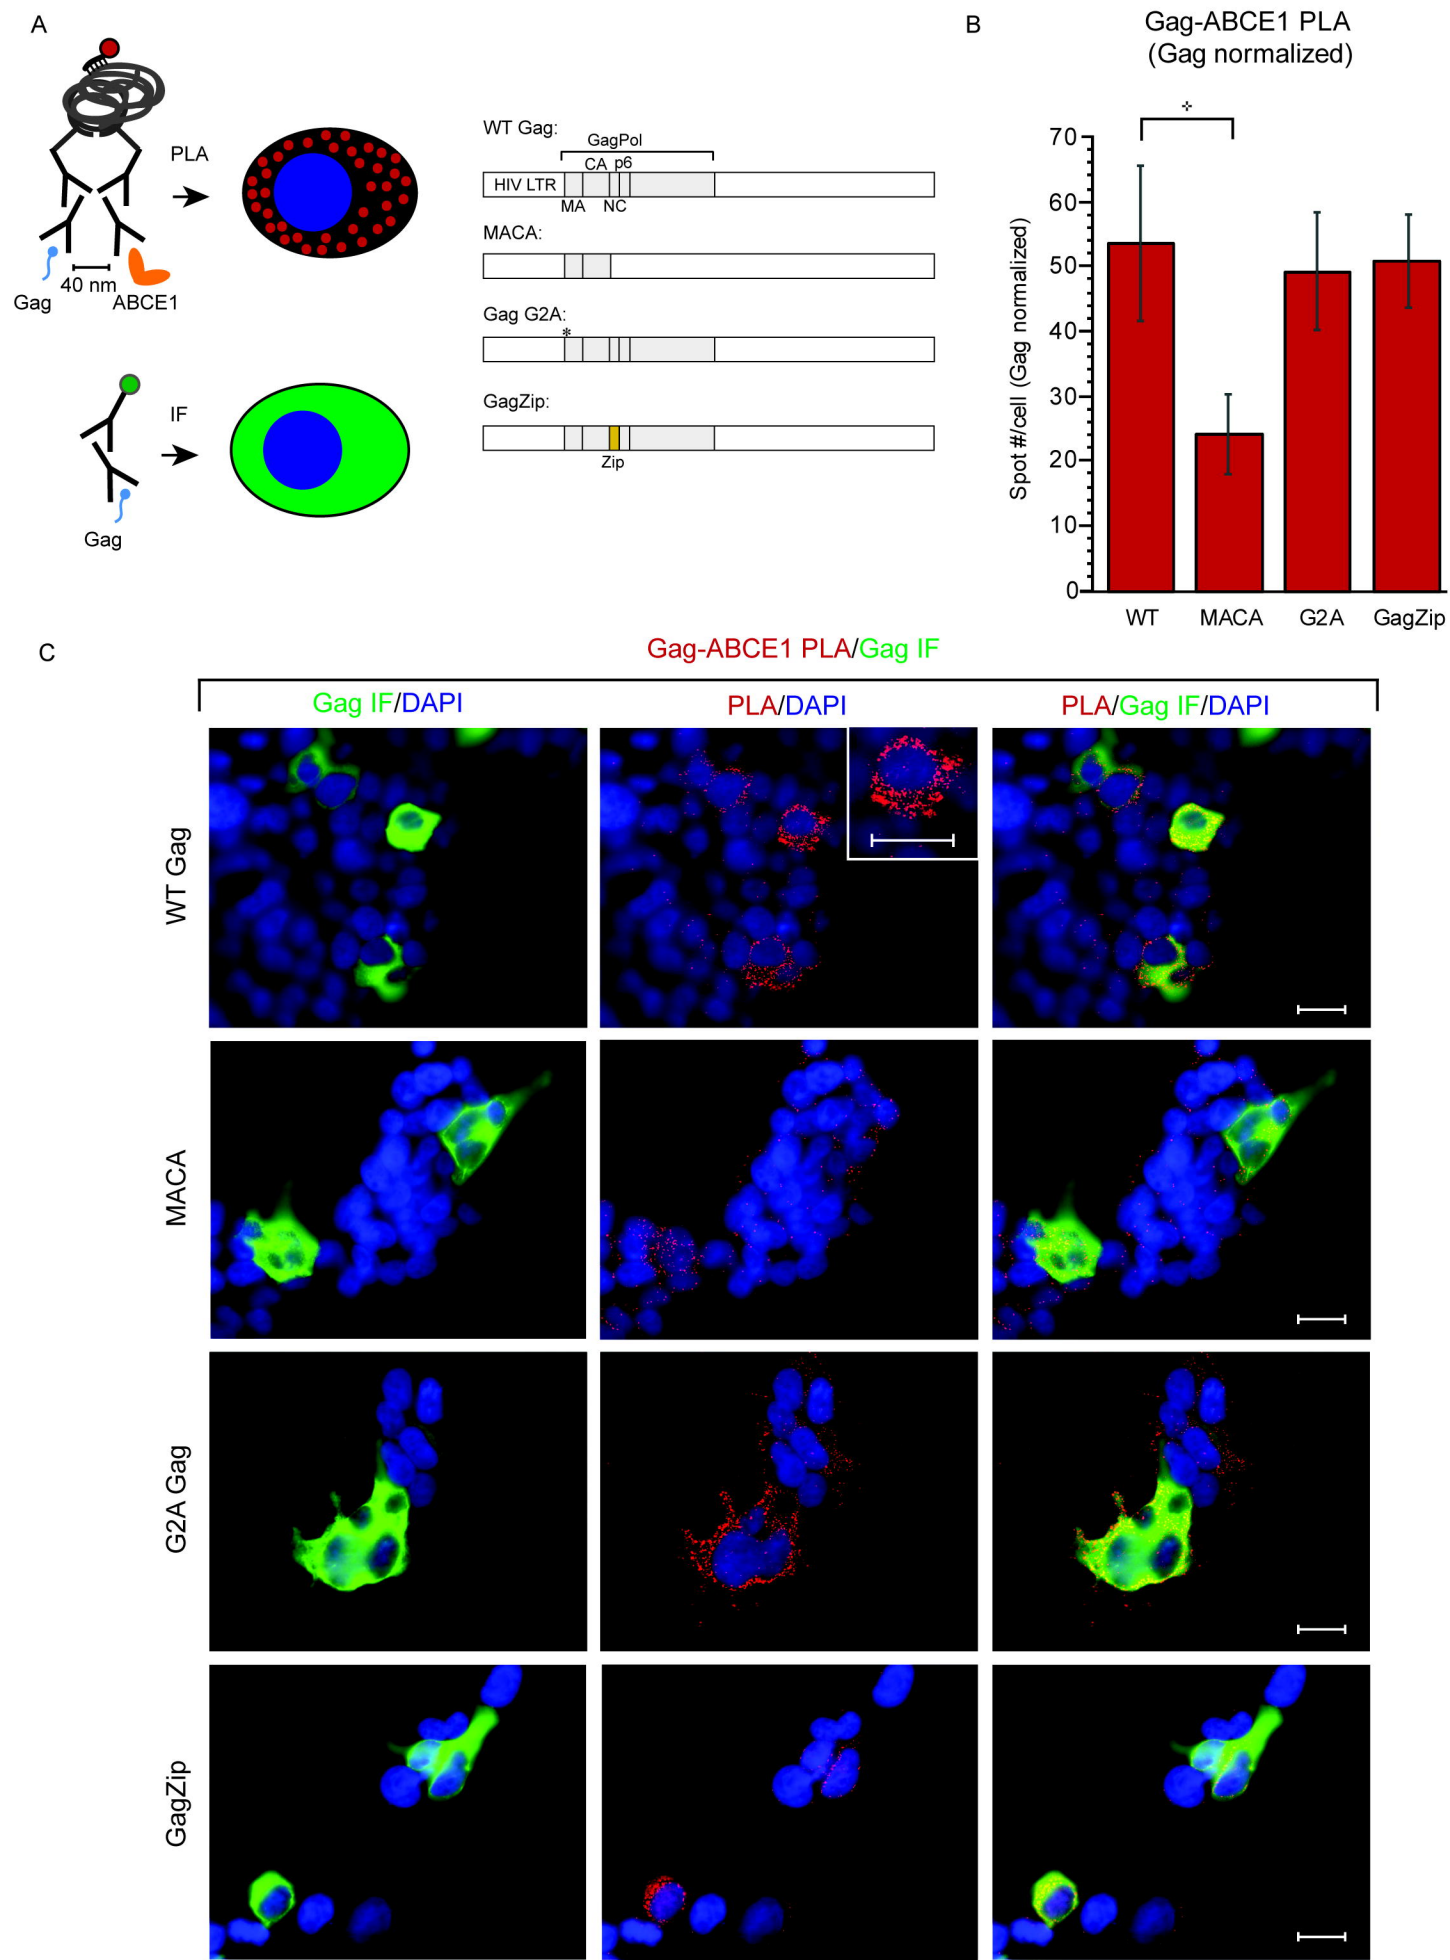 A
PLA
40 nm
Gag
ABCE1
IF
Gag
WT Gag:
GagPol
CA p6
HIV LTR
MA NC
MACA:
Gag G2A:
*
GagZip:
Zip
B
Gag-ABCE1 PLA
(Gag normalized)
Spot #/cell (Gag normalized)
70
60
50
40
30
20
10
0
WT MACA G2A GagZip
C
Gag-ABCE1 PLA/Gag IF
Gag IF/DAPI
PLA/DAPI
PLA/Gag IF/DAPI
WT Gag
MACA
G2A Gag
GagZip